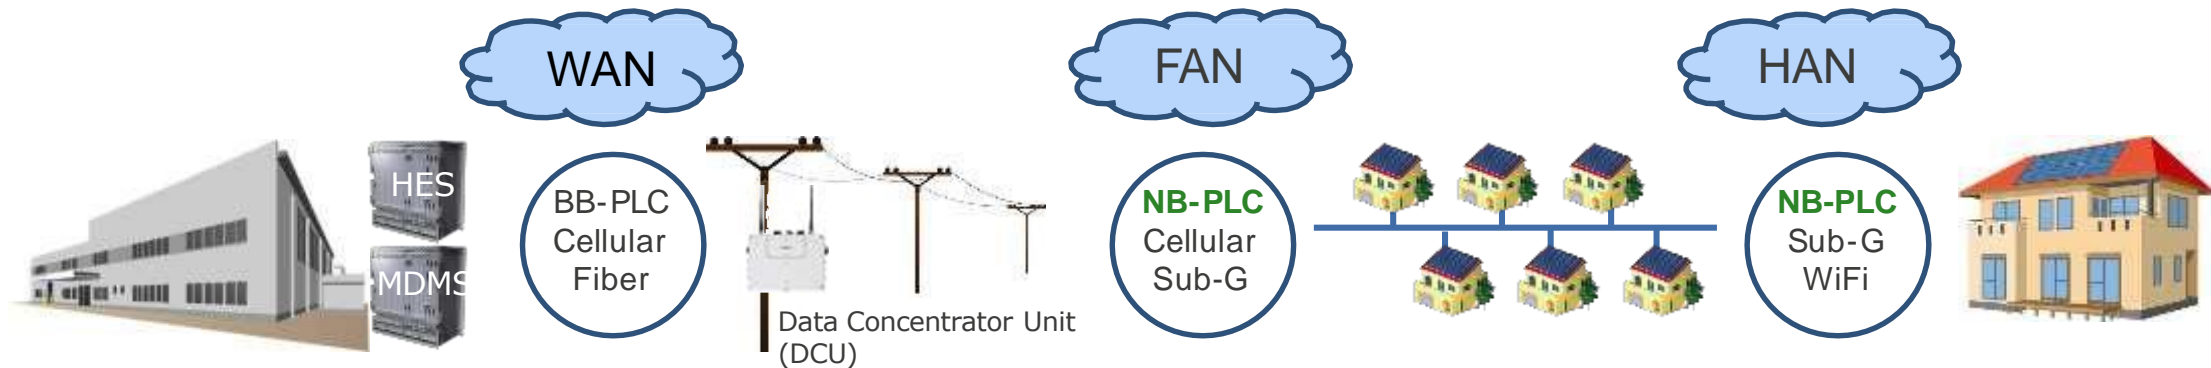 WAN
FAN
HAN
HES
MDMS
BB-PLC
Cellular
Fiber
Data Concentrator Unit
(DCU)
NB-PLC
Cellular
Sub-G
NB-PLC
Sub-G
WiFi